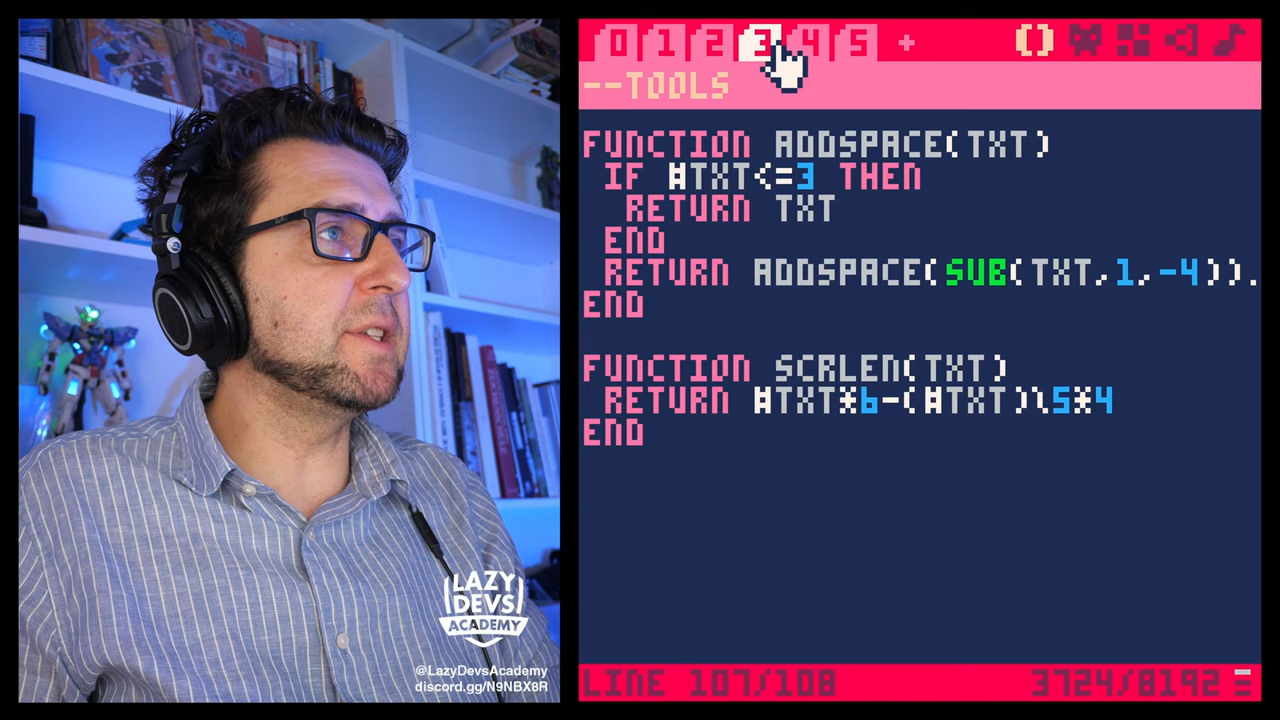 0 1 2 3 4 5 +
--TOOLS
FUNCTION ADDSPACE(TXT)
IF #TXT<=3 THEN
RETURN TXT
END
RETURN ADDSPACE(SUB(TXT,1,-4)).
END
FUNCTION SCRLEN(TXT)
RETURN #TXT*6-(#TXT)\5*4
END
LINE 107/108
3724/8192
LAZY
DEVS
ACADEMY
@LazyDevsAcademy
discord.gg/N9NBX8R